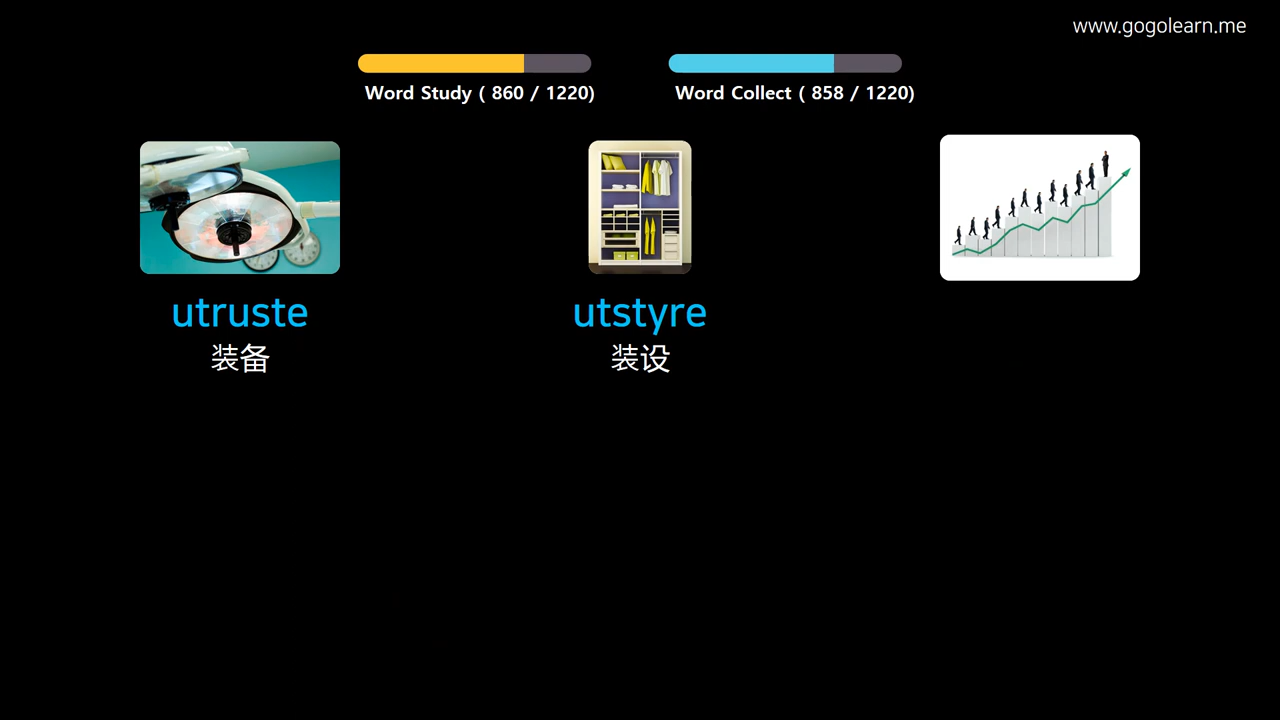 www.gogolearn.me
Word Study ( 860 / 1220)
Word Collect ( 858 / 1220)
utruste
装备
utstyre
装设